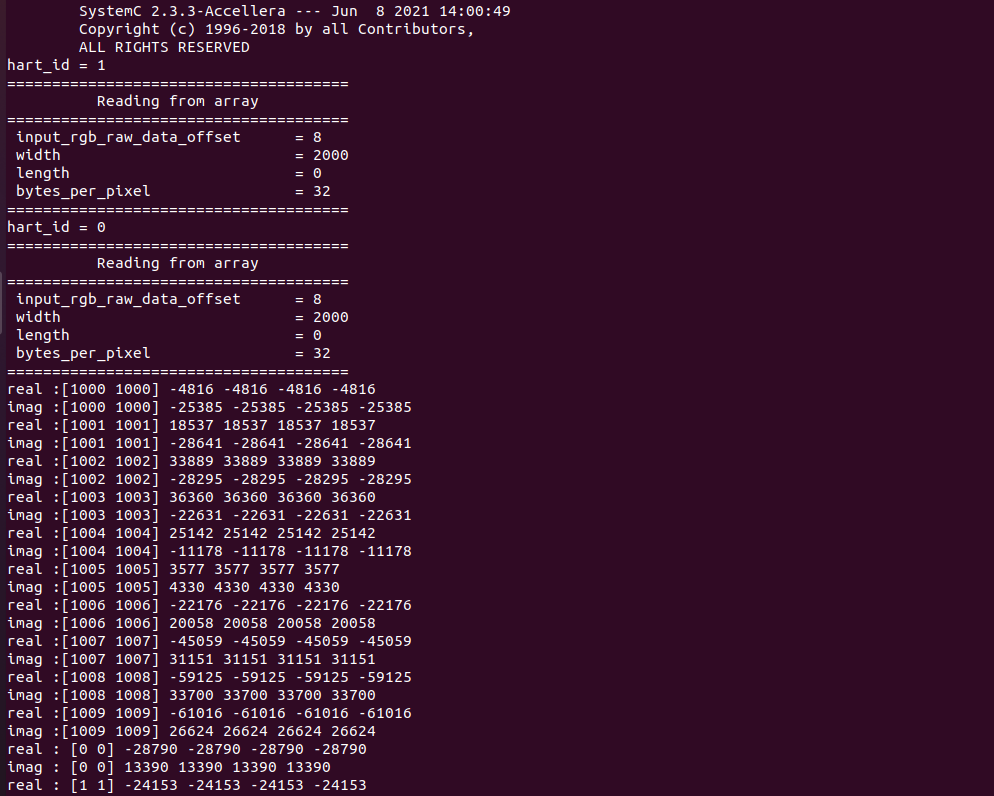 SystemC 2.3.3-Accellera --- Jun  8 2021 14:00:49
Copyright (c) 1996-2018 by all Contributors,
ALL RIGHTS RESERVED
hart_id = 1
======================================
Reading from array
======================================
input_rgb_raw_data_offset      = 8
width                          = 2000
length                         = 0
bytes_per_pixel                = 32
======================================
hart_id = 0
======================================
Reading from array
======================================
input_rgb_raw_data_offset      = 8
width                          = 2000
length                         = 0
bytes_per_pixel                = 32
======================================
real :[1000 1000] -4816 -4816 -4816 -4816
imag :[1000 1000] -25385 -25385 -25385 -25385
real :[1001 1001] 18537 18537 18537 18537
imag :[1001 1001] -28641 -28641 -28641 -28641
real :[1002 1002] 33889 33889 33889 33889
imag :[1002 1002] -28295 -28295 -28295 -28295
real :[1003 1003] 36360 36360 36360 36360
imag :[1003 1003] -22631 -22631 -22631 -22631
real :[1004 1004] 25142 25142 25142 25142
imag :[1004 1004] -11178 -11178 -11178 -11178
real :[1005 1005] 3577 3577 3577 3577
imag :[1005 1005] 4330 4330 4330 4330
real :[1006 1006] -22176 -22176 -22176 -22176
imag :[1006 1006] 20058 20058 20058 20058
real :[1007 1007] -45059 -45059 -45059 -45059
imag :[1007 1007] 31151 31151 31151 31151
real :[1008 1008] -59125 -59125 -59125 -59125
imag :[1008 1008] 33700 33700 33700 33700
real :[1009 1009] -61016 -61016 -61016 -61016
imag :[1009 1009] 26624 26624 26624 26624
real : [0 0] -28790 -28790 -28790 -28790
imag : [0 0] 13390 13390 13390 13390
real : [1 1] -24153 -24153 -24153 -24153